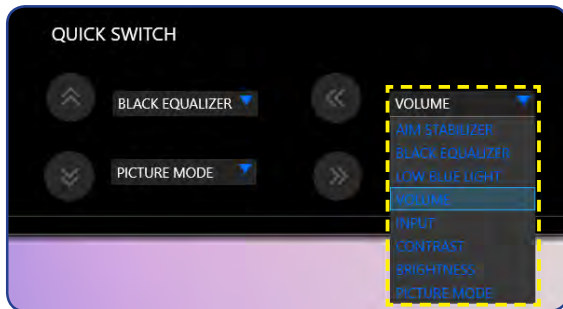 QUICK SWITCH
BLACK EQUALIZER
PICTURE MODE
VOLUME
AIM STABILIZER
BLACK EQUALIZER
LOW BLUE LIGHT
VOLUME
INPUT
CONTRAST
BRIGHTNESS
PICTURE MODE